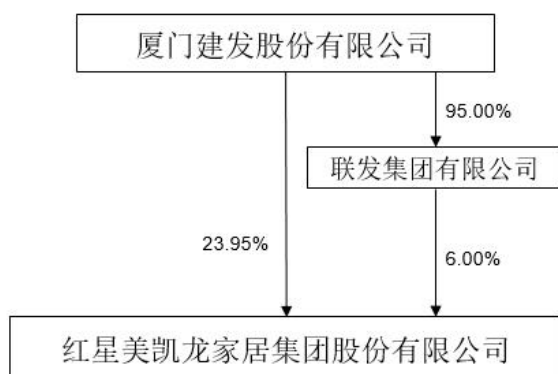 厦门建发股份有限公司
95.00%
联发集团有限公司
23.95%
6.00%
红星美凯龙家居集团股份有限公司